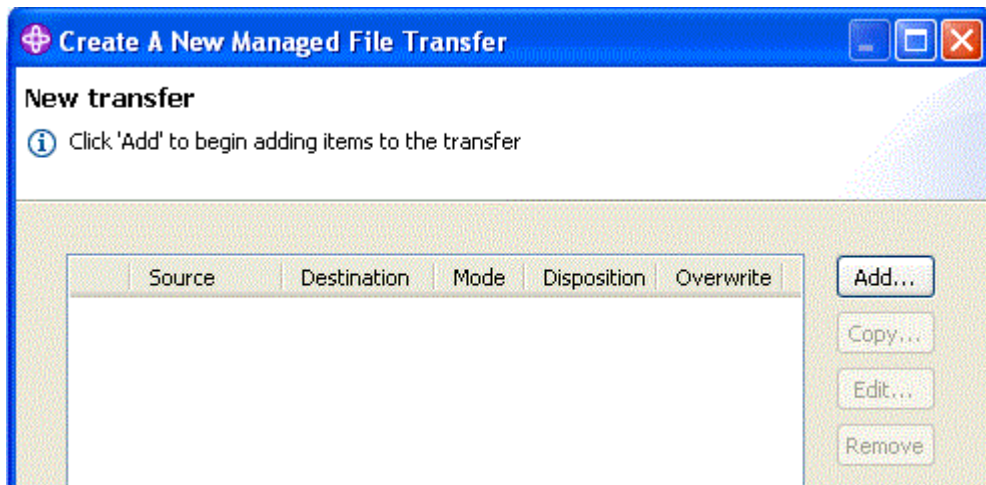 Create A New Managed File Transfer
New transfer
Click 'Add' to begin adding items to the transfer
Source Destination Mode Disposition Overwrite
Add...
Copy...
Edit...
Remove